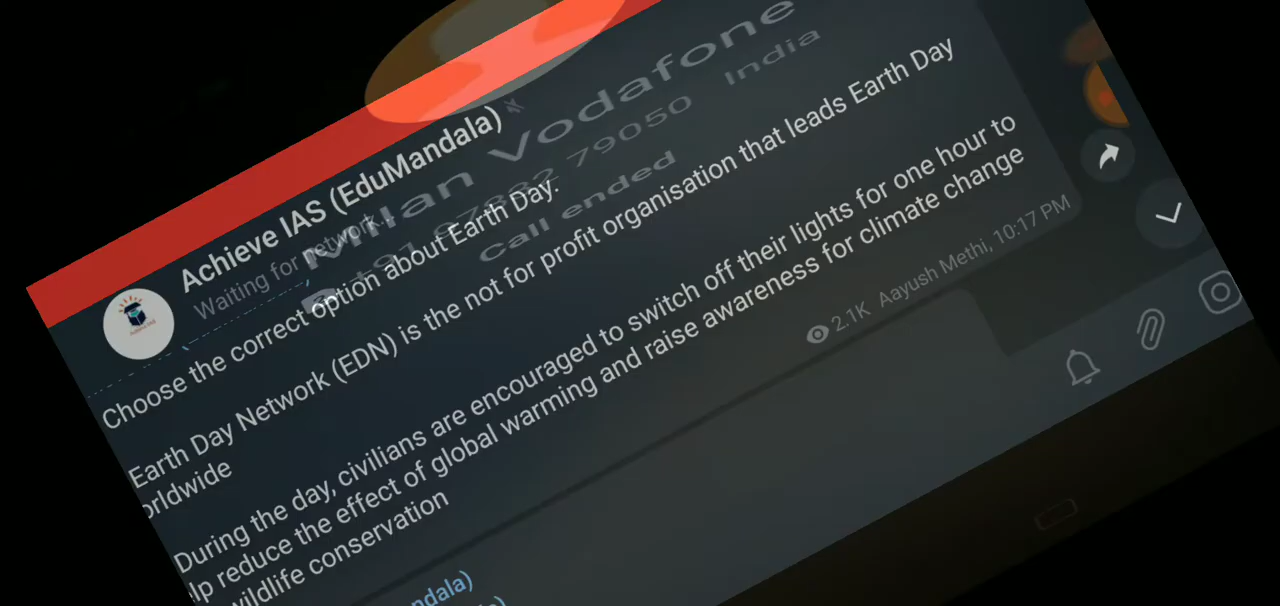 Achieve IAS (EduMandala)
Waiting for network...
Milan Vodafone
79050 India
Call ended
Choose the correct option about Earth Day:
Earth Day Network (EDN) is the not for profit organisation that leads Earth Day
orldwide
During the day, civilians are encouraged to switch off their lights for one hour to
lp reduce the effect of global warming and raise awareness for climate change
wildlife conservation
2.1K Aayush Methi, 10:17 PM
ndala)